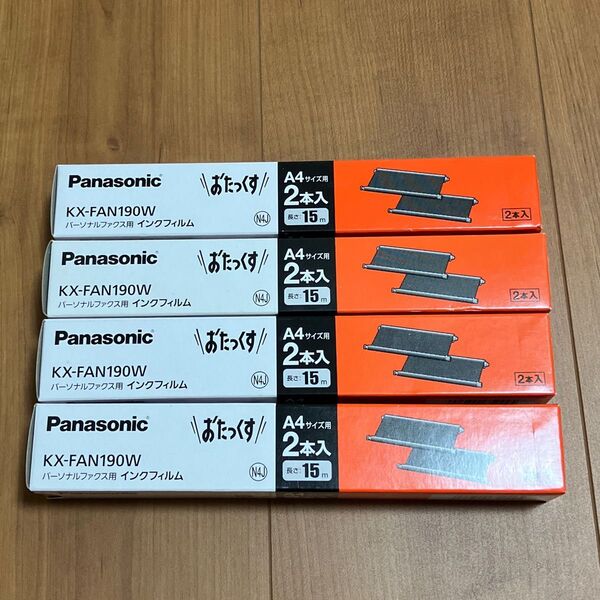 Panasonic
おたっくす
KX-FAN190W
パーソナルファクス用 インクフィルム
N4J
A4サイズ用
2本入
長さ:15m
2本入
Panasonic
おたっくす
KX-FAN190W
パーソナルファクス用 インクフィルム
N4J
A4サイズ用
2本入
長さ:15m
2本入
Panasonic
おたっくす
KX-FAN190W
パーソナルファクス用 インクフィルム
N4J
A4サイズ用
2本入
長さ:15m
2本入
Panasonic
おたっくす
KX-FAN190W
パーソナルファクス用 インクフィルム
N4J
A4サイズ用
2本入
長さ:15m